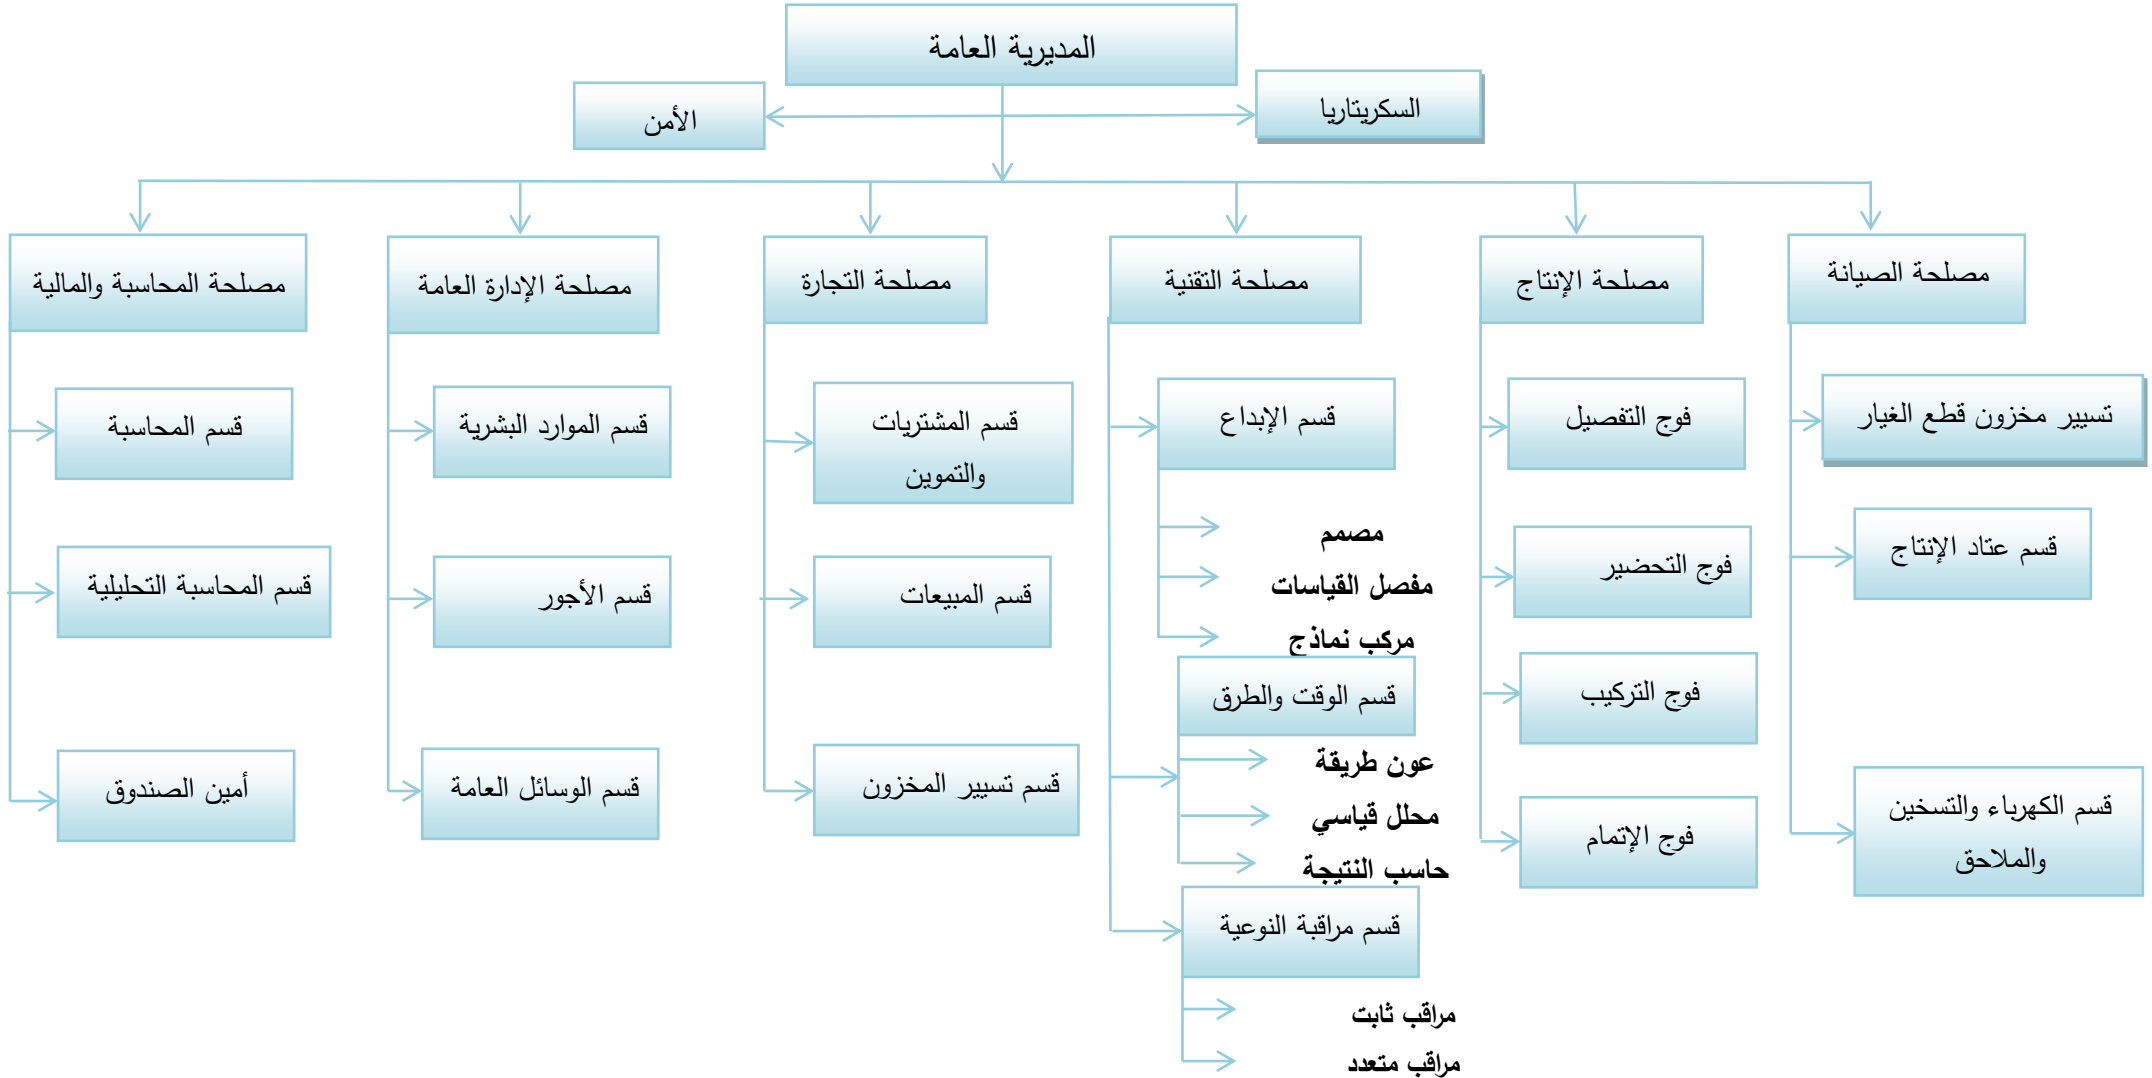 المديرية العامة
السكريتاريا
الأمن
مصلحة الصيانة
مصلحة الإنتاج
مصلحة التقنية
مصلحة التجارة
مصلحة الإدارة العامة
مصلحة المحاسبة والمالية
تسيير مخزون قطع الغيار
قسم عتاد الإنتاج
قسم الكهرباء والتسخين
والملاحق
فوج التفصيل
فوج التحضير
فوج التركيب
فوج الإتمام
قسم الإبداع
مصمم
مفصل القياسات
مركب نماذج
قسم الوقت والطرق
عون طريقة
محلل قياسي
حاسب النتيجة
قسم مراقبة النوعية
مراقب ثابت
مراقب متعدد
قسم المشتريات
والتموين
قسم المبيعات
قسم تسيير المخزون
قسم الموارد البشرية
قسم الأجور
قسم الوسائل العامة
قسم المحاسبة
قسم المحاسبة التحليلية
أمين الصندوق